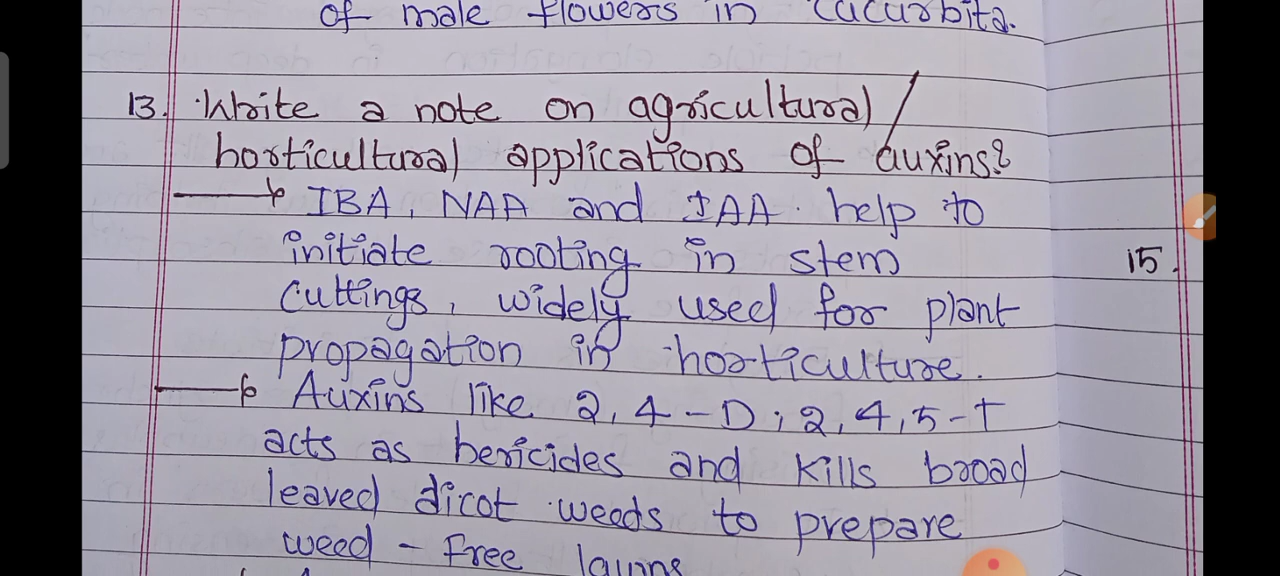 of male flowers in Cucurbita.
13. Write a note on agricultural/
horticultural applications of auxins?
→ IBA, NAA and IAA help to
initiate rooting in stem
15.
cuttings, widely used for plant
propagation in horticulture.
→ Auxins like 2,4-D; 2,4,5-T
acts as hericides and kills broad
leaved dicot weeds to prepare
weed - free lawns